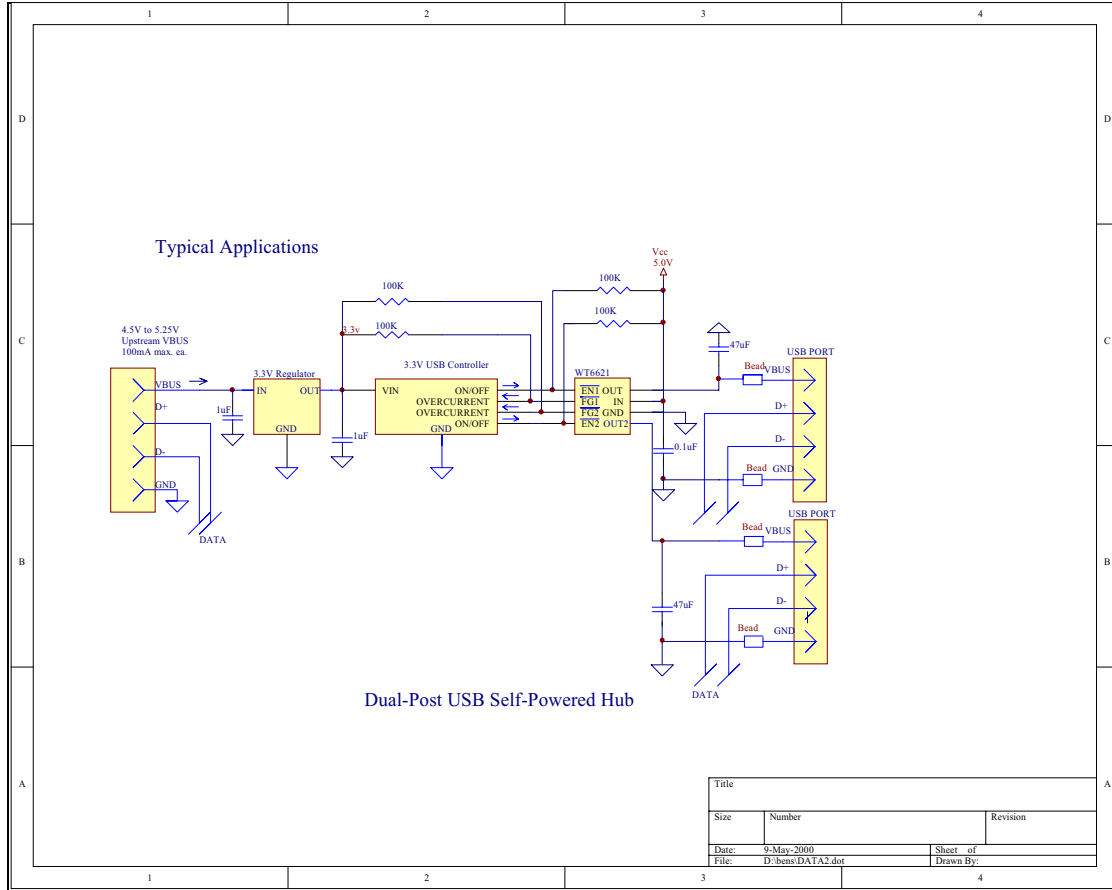 1 2 3 4
D D
Typical Applications
Vcc
5.0V
100K 100K
100K
3.3v 100K
4.5V to 5.25V
Upstream VBUS
100mA max. ea.
C C
47uF
USB PORT
3.3V USB Controller
3.3V Regulator WT6621
Bead VBUS
VBUS
IN OUT VIN ON/OFF EN1 OUT
OVERCURRENT FG1 IN
D+ D+
1uF OVERCURRENT FG2 GND
GND GND ON/OFF EN2 OUT2
1uF
D- 0.1uF D-
Bead GND
GND
USB PORT
Bead VBUS
DATA
B B
D+
47uF D-
Bead GND
DATA
Dual-Post USB Self-Powered Hub
A A
Title
Size Number Revision
Date: 9-May-2000 Sheet of
File: D:\bens\DATA2.dot Drawn By:
1 2 3 4